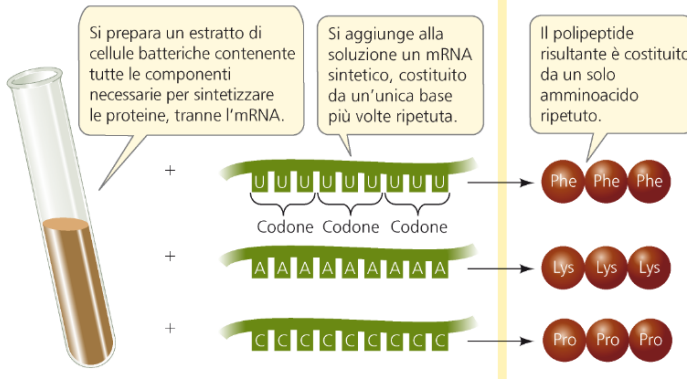 Si prepara un estratto di
cellule batteriche contenente
tutte le componenti
necessarie per sintetizzare
le proteine, tranne l'mRNA.
Si aggiunge alla
soluzione un mRNA
sintetico, costituito
da un'unica base
più volte ripetuta.
Il polipeptide
risultante è costituito
da un solo
amminoacido
ripetuto.
+ U U U U U U U U U Phe Phe Phe
Codone Codone Codone
+ A A A A A A A A A Lys Lys Lys
+ C C C C C C C C C Pro Pro Pro